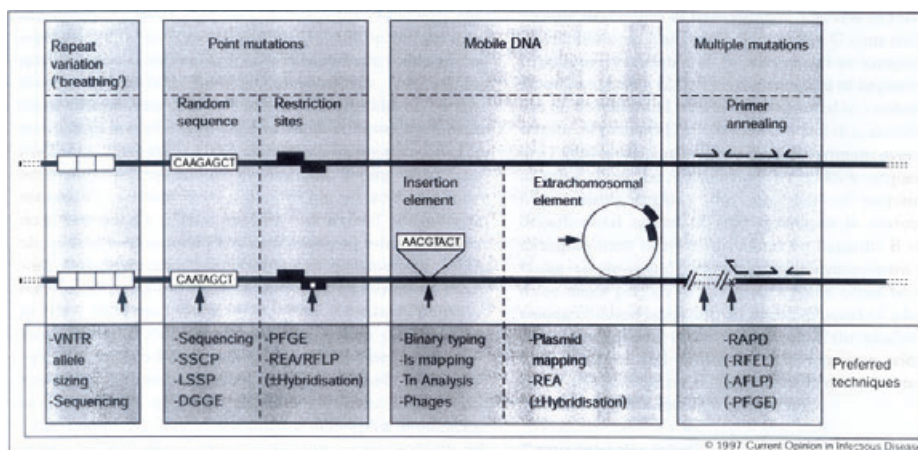 Repeat
variation
('breathing')
Point mutations
Mobile DNA
Multiple mutations
Random
sequence
Restriction
sites
Primer
annealing
CAAGAGCT
Insertion
element
Extrachomosomal
element
AACGTACT
CAATAGCT
-VNTR
allele
sizing
-Sequencing
-Sequencing
-SSCP
-LSSP
-DGGE
-PFGE
-REA/RFLP
(±Hybridisation)
-Binary typing
-Is mapping
-Tn Analysis
-Phages
-Plasmid
mapping
-REA
(±Hybridisation)
-RAPD
(-RFEL)
(-AFLP)
(-PFGE)
Preferred
techniques
© 1997 Current Opinion in Infectious Disease